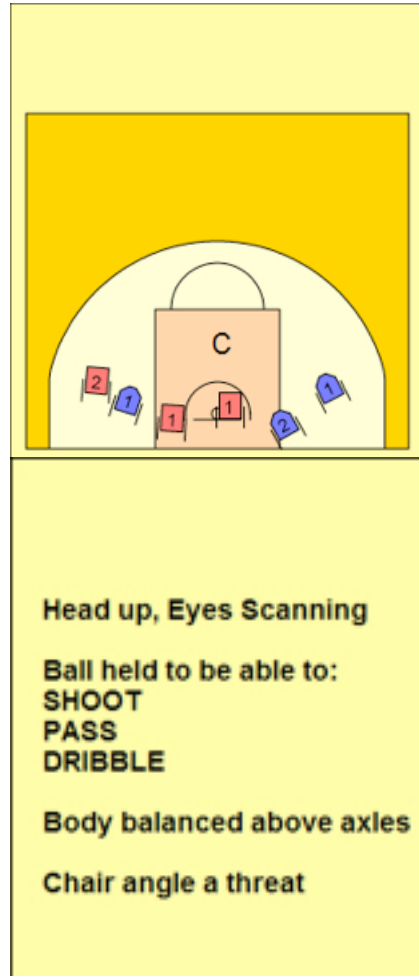 C
2
1
1
1
2
1
Head up, Eyes Scanning
Ball held to be able to:
SHOOT
PASS
DRIBBLE
Body balanced above axles
Chair angle a threat